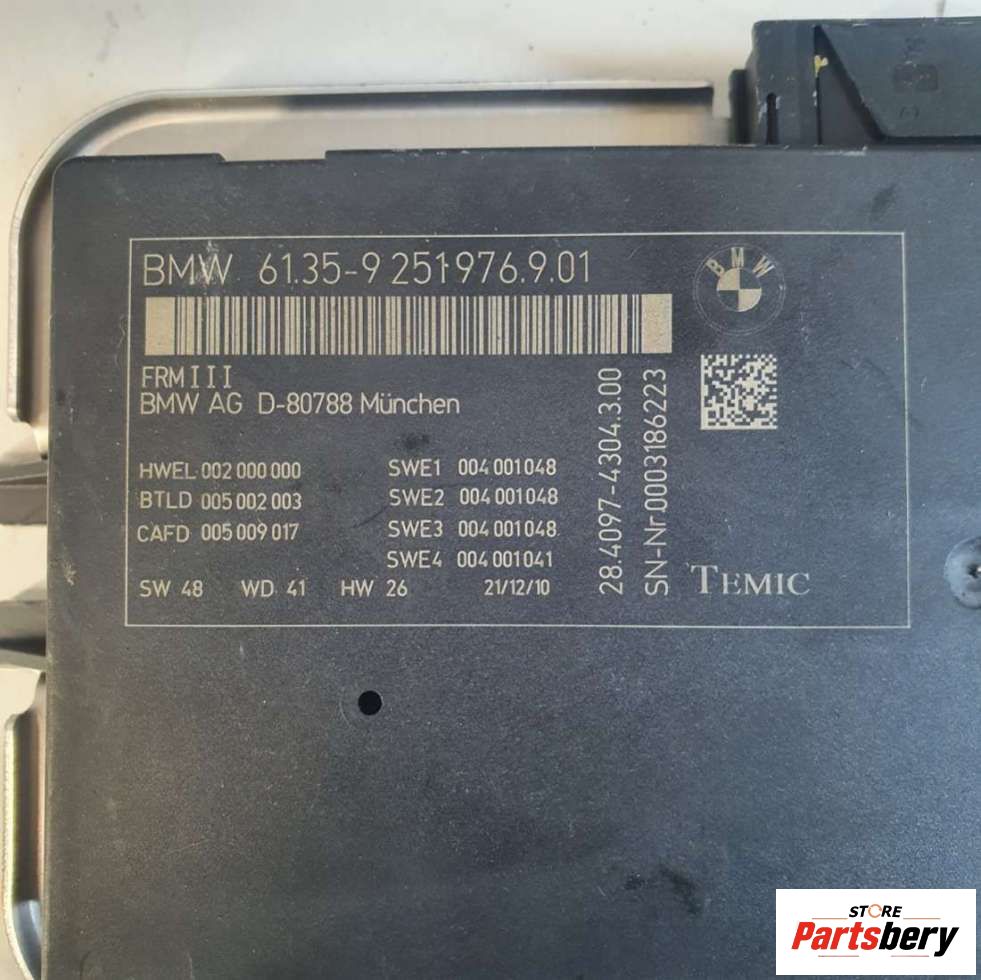 BMW 61.35-9 251976.9.01
BMW
FRM III
BMW AG D-80788 München
HWEL 002 000 000
BTLD 005 002 003
CAFD 005 009 017
SWE1 004 001048
SWE2 004 001048
SWE3 004 001048
SWE4 004 001041
SW 48 WD 41 HW 26 21/12/10
28.4097-4304.3.00
SN-Nr.0003186223
TEMIC
STORE
Partsbery